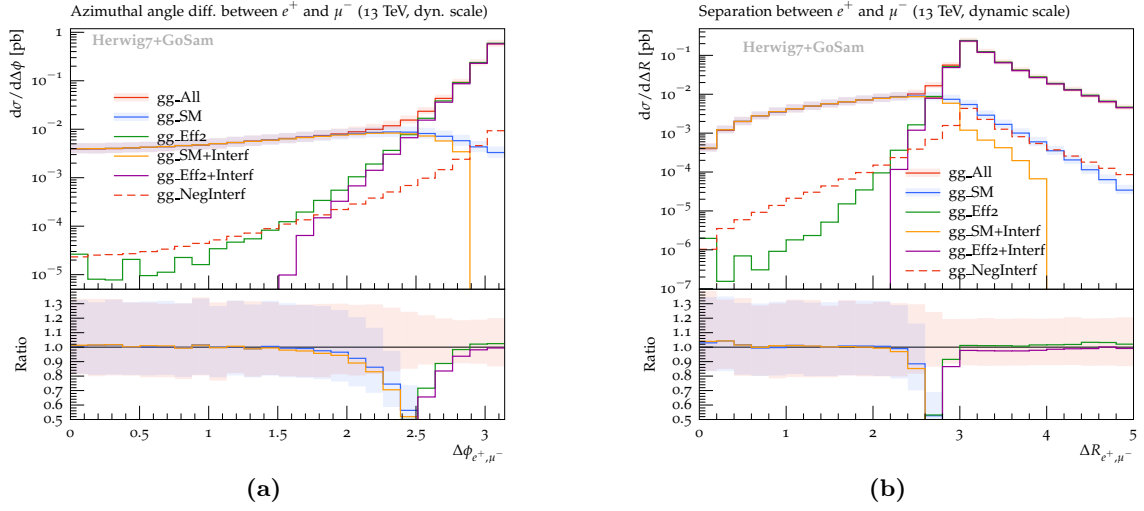 Azimuthal angle diff. between e⁺ and μ⁻ (13 TeV, dyn. scale)
Herwig7+GoSam
dσ/dΔϕ [pb]
1
10⁻¹
10⁻²
10⁻³
10⁻⁴
10⁻⁵
gg_All
gg_SM
gg_Eff2
gg_SM+Interf
gg_Eff2+Interf
gg_NegInterf
Ratio
1.3
1.2
1.1
1.0
0.9
0.8
0.7
0.6
0.5
0 0.5 1 1.5 2 2.5 3
Δϕe⁺,μ⁻
(a)
Separation between e⁺ and μ⁻ (13 TeV, dynamic scale)
Herwig7+GoSam
dσ/dΔR [pb]
10⁻¹
10⁻²
10⁻³
10⁻⁴
10⁻⁵
10⁻⁶
10⁻⁷
gg_All
gg_SM
gg_Eff2
gg_SM+Interf
gg_Eff2+Interf
gg_NegInterf
Ratio
1.3
1.2
1.1
1.0
0.9
0.8
0.7
0.6
0.5
0 1 2 3 4 5
ΔRe⁺,μ⁻
(b)